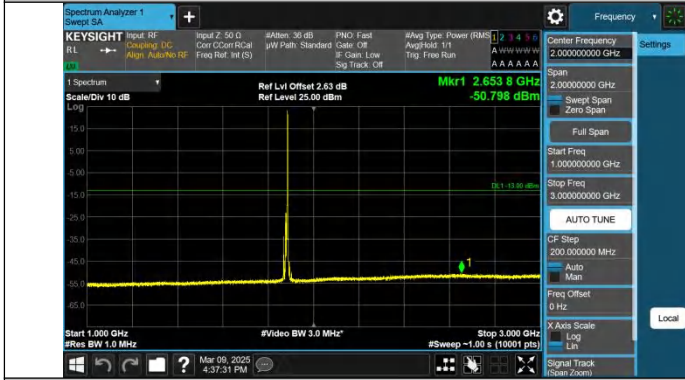 Spectrum Analyzer 1
Swept SA
Frequency
KEYSIGHT
RL
Input: RF
Coupling: DC
Align: Auto/No RF
Input Z: 50 Ω
Corr CCorr RCal
Freq Ref: Int (S)
#Atten: 36 dB
µW Path: Standard
PNO: Fast
Gate: Off
IF Gain: Low
Sig Track: Off
#Avg Type: Power (RMS)
Avg|Hold: 1/1
Trig: Free Run
1 2 3 4 5 6
A W W W W W
A A A A A A
1 Spectrum
Scale/Div 10 dB
Ref Lvl Offset 2.63 dB
Ref Level 25.00 dBm
Mkr1 2.653 8 GHz
-50.798 dBm
Log
15.0
5.00
-5.00
-15.0
-25.0
-35.0
-45.0
-55.0
-65.0
DL1 -13.00 dBm
1
Start 1.000 GHz
#Res BW 1.0 MHz
#Video BW 3.0 MHz*
Stop 3.000 GHz
#Sweep ~1.00 s (10001 pts)
Mar 09, 2025
4:37:31 PM
Center Frequency
2.000000000 GHz
Settings
Span
2.00000000 GHz
Swept Span
Zero Span
Full Span
Start Freq
1.000000000 GHz
Stop Freq
3.000000000 GHz
AUTO TUNE
CF Step
200.000000 MHz
Auto
Man
Freq Offset
0 Hz
X Axis Scale
Log
Lin
Signal Track
(Span Zoom)
Local